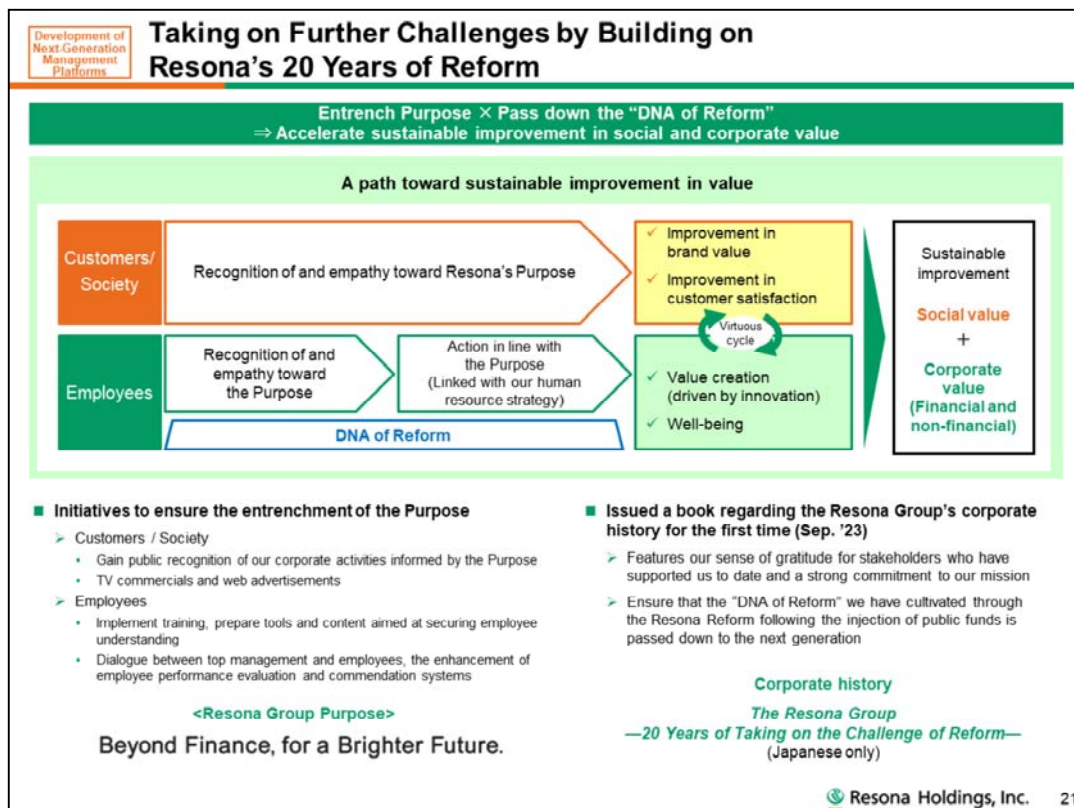 Development of
Next-Generation
Management
Platforms
Taking on Further Challenges by Building on
Resona's 20 Years of Reform
Entrench Purpose × Pass down the "DNA of Reform"
⇒ Accelerate sustainable improvement in social and corporate value
A path toward sustainable improvement in value
Customers/
Society
Recognition of and empathy toward Resona's Purpose
✓ Improvement in
brand value
✓ Improvement in
customer satisfaction
Virtuous
cycle
Employees
Recognition of and
empathy toward
the Purpose
Action in line with
the Purpose
(Linked with our human
resource strategy)
DNA of Reform
✓ Value creation
(driven by innovation)
✓ Well-being
Sustainable
improvement
Social value
+
Corporate
value
(Financial and
non-financial)
■ Initiatives to ensure the entrenchment of the Purpose
➢ Customers / Society
• Gain public recognition of our corporate activities informed by the Purpose
• TV commercials and web advertisements
➢ Employees
• Implement training, prepare tools and content aimed at securing employee
understanding
• Dialogue between top management and employees, the enhancement of
employee performance evaluation and commendation systems
<Resona Group Purpose>
Beyond Finance, for a Brighter Future.
■ Issued a book regarding the Resona Group's corporate
history for the first time (Sep. '23)
➢ Features our sense of gratitude for stakeholders who have
supported us to date and a strong commitment to our mission
➢ Ensure that the "DNA of Reform" we have cultivated through
the Resona Reform following the injection of public funds is
passed down to the next generation
Corporate history
The Resona Group
—20 Years of Taking on the Challenge of Reform—
(Japanese only)
Resona Holdings, Inc. 21